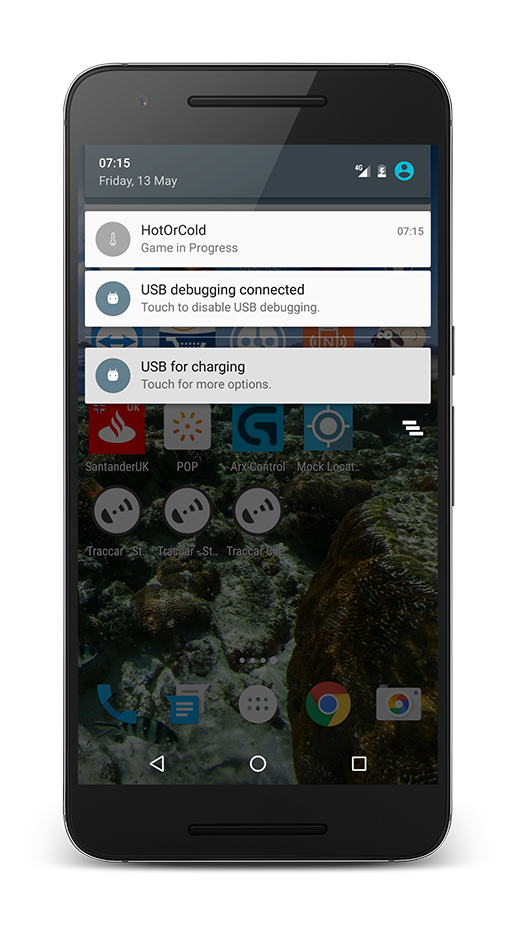 07:15
Friday, 13 May
4G
HotOrCold
07:15
Game in Progress
USB debugging connected
Touch to disable USB debugging.
N
USB for charging
Touch for more options.
UK
SantanderUK
POP
Arx Control
Mock Locat..
Traccar - St..
Traccar - St..
Traccar Clie